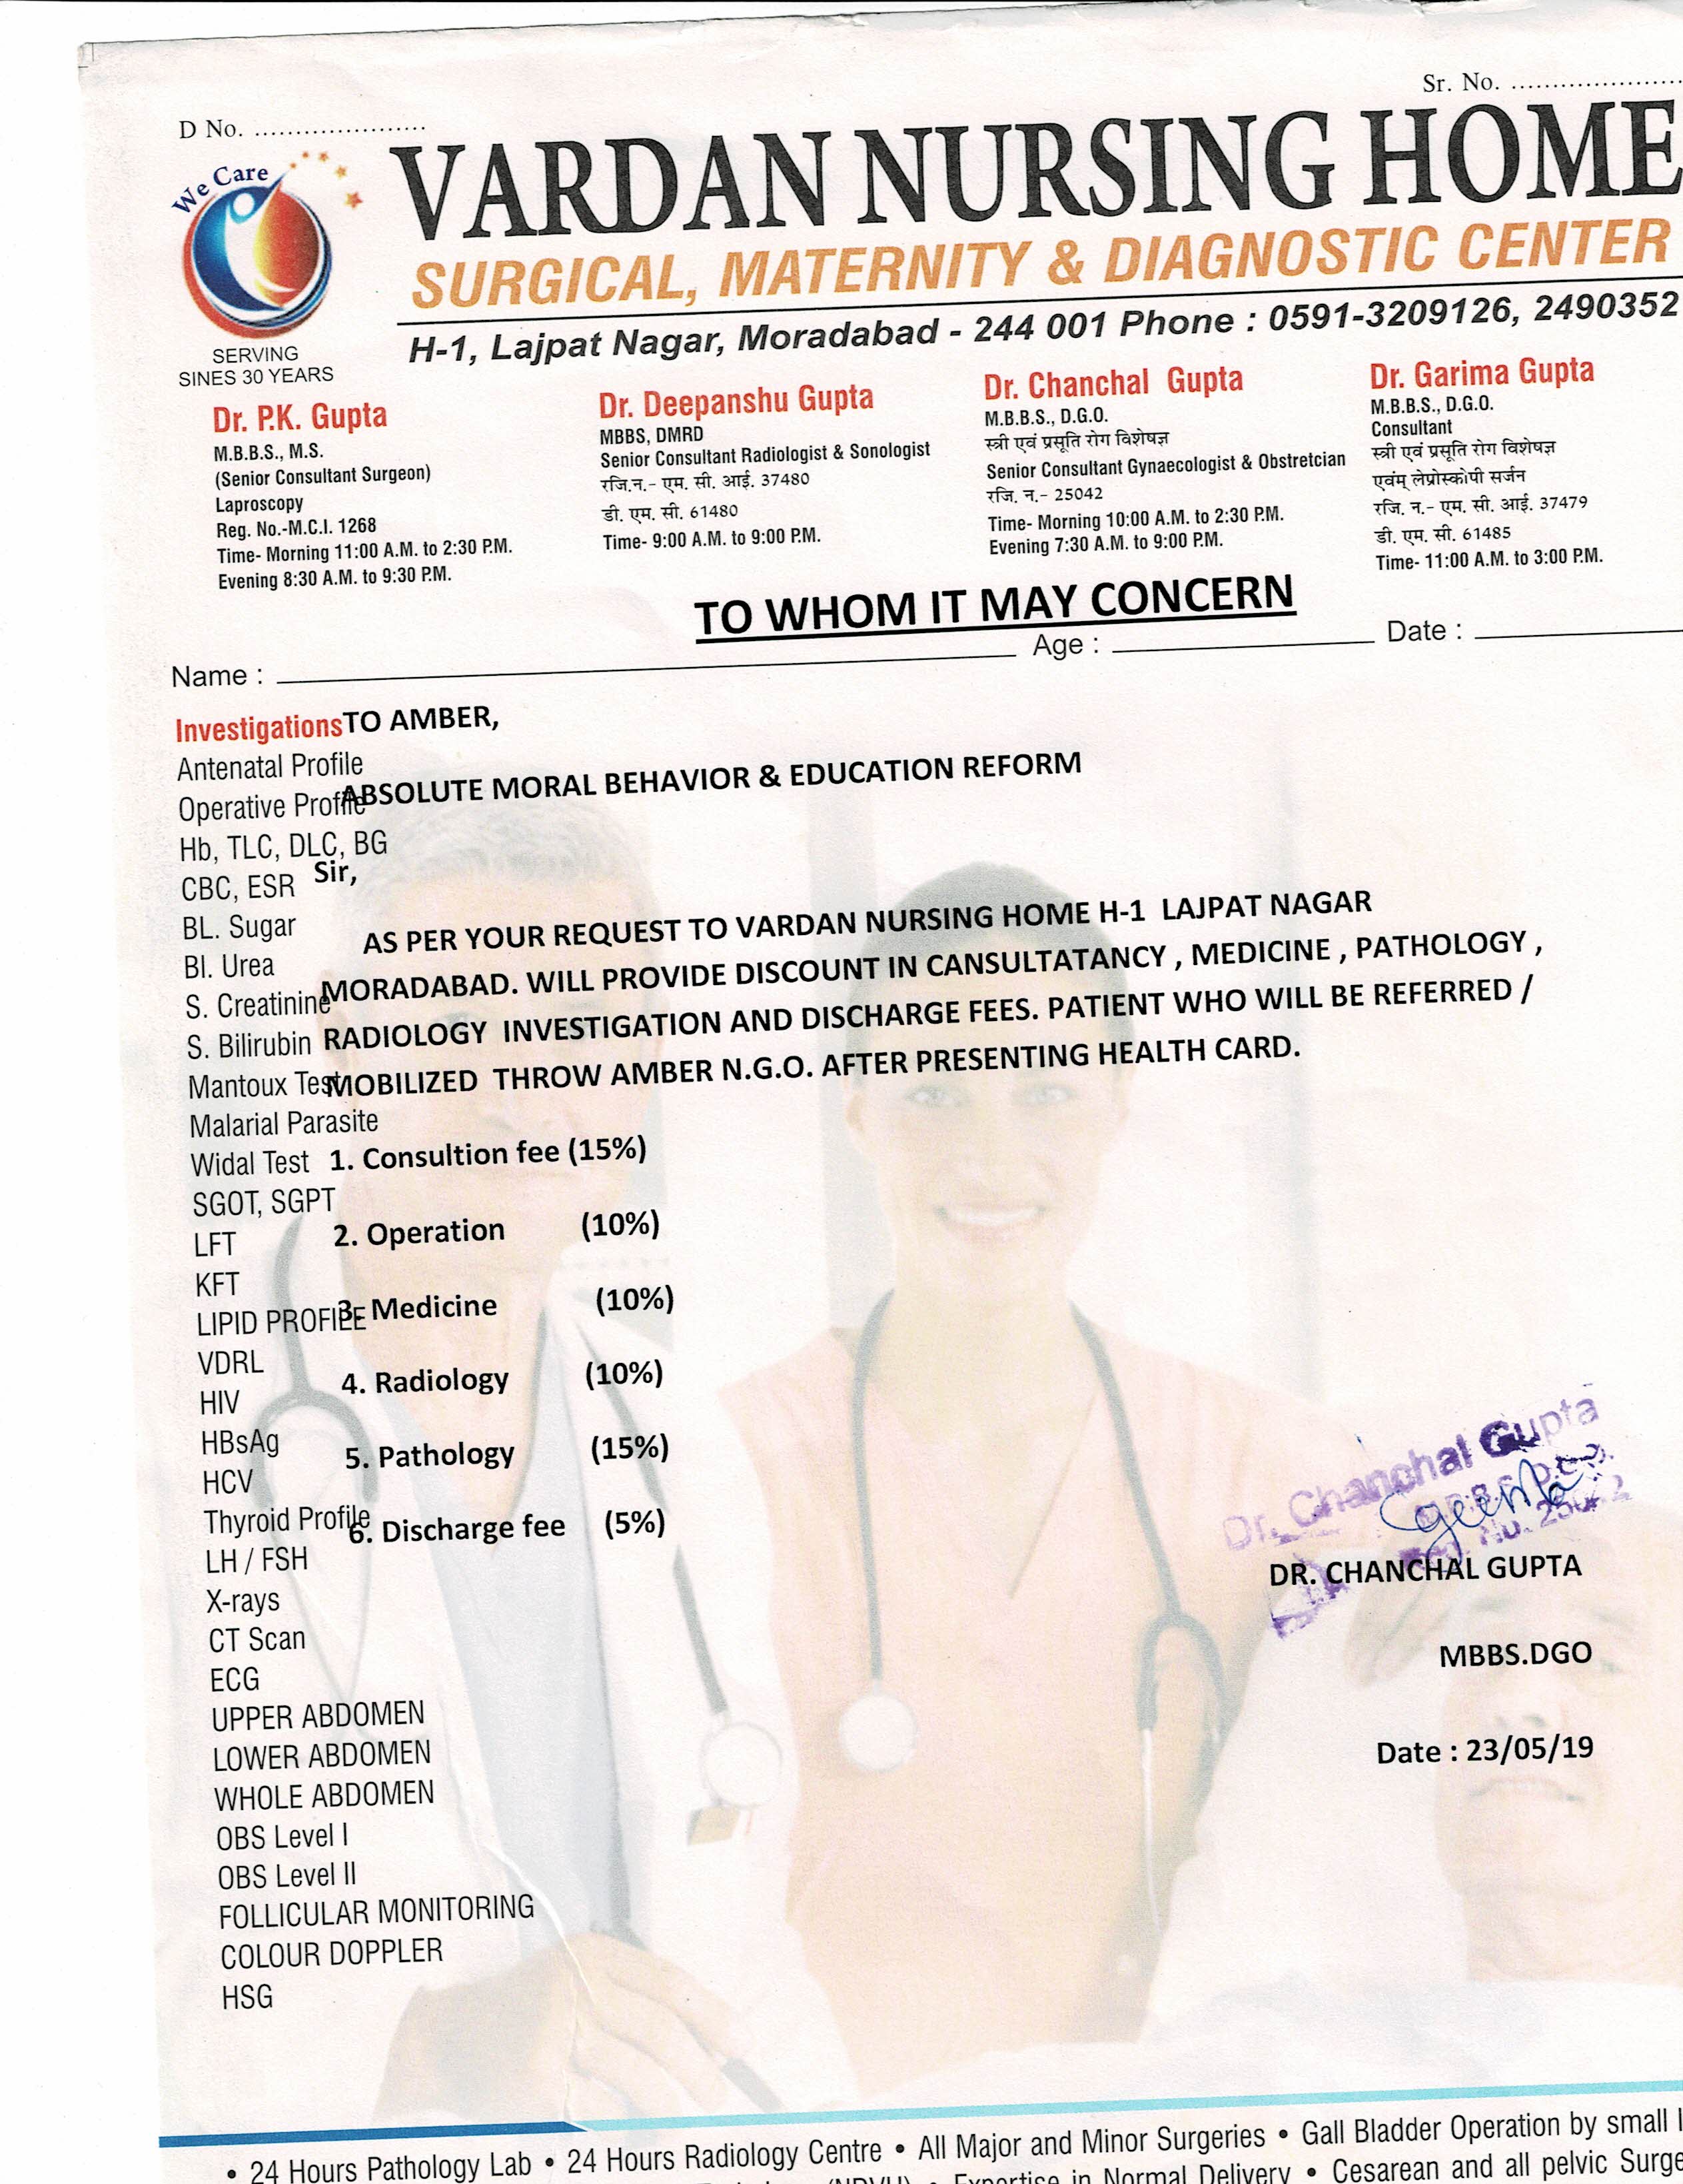 Sr. No. ......................
D No. .....................
We Care
VARDAN NURSING HOME
SURGICAL, MATERNITY & DIAGNOSTIC CENTER
H-1, Lajpat Nagar, Moradabad - 244 001 Phone : 0591-3209126, 2490352
SERVING
SINES 30 YEARS
Dr. P.K. Gupta
M.B.B.S., M.S.
(Senior Consultant Surgeon)
Laproscopy
Reg. No.-M.C.I. 1268
Time- Morning 11:00 A.M. to 2:30 P.M.
Evening 8:30 A.M. to 9:30 P.M.
Dr. Deepanshu Gupta
MBBS, DMRD
Senior Consultant Radiologist & Sonologist
रजि.न.- एम. सी. आई. 37480
डी. एम. सी. 61480
Time- 9:00 A.M. to 9:00 P.M.
Dr. Chanchal Gupta
M.B.B.S., D.G.O.
स्त्री एवं प्रसूति रोग विशेषज्ञ
Senior Consultant Gynaecologist & Obstretcian
रजि. न.- 25042
Time- Morning 10:00 A.M. to 2:30 P.M.
Evening 7:30 A.M. to 9:00 P.M.
Dr. Garima Gupta
M.B.B.S., D.G.O.
Consultant
स्त्री एवं प्रसूति रोग विशेषज्ञ
एवंम् लेप्रोस्कोपी सर्जन
रजि. न.- एम. सी. आई. 37479
डी. एम. सी. 61485
Time- 11:00 A.M. to 3:00 P.M.
TO WHOM IT MAY CONCERN
Name : Age : Date :
Investigations
TO AMBER,
Antenatal Profile
ABSOLUTE MORAL BEHAVIOR & EDUCATION REFORM
Operative Profile
Hb, TLC, DLC, BG
Sir,
CBC, ESR
BL. Sugar
AS PER YOUR REQUEST TO VARDAN NURSING HOME H-1 LAJPAT NAGAR
Bl. Urea
MORADABAD. WILL PROVIDE DISCOUNT IN CANSULTATANCY , MEDICINE , PATHOLOGY ,
S. Creatinine
RADIOLOGY INVESTIGATION AND DISCHARGE FEES. PATIENT WHO WILL BE REFERRED /
S. Bilirubin
MOBILIZED THROW AMBER N.G.O. AFTER PRESENTING HEALTH CARD.
Mantoux Test
Malarial Parasite
1. Consultion fee (15%)
Widal Test
SGOT, SGPT
2. Operation (10%)
LFT
KFT
3. Medicine (10%)
LIPID PROFILE
VDRL
4. Radiology (10%)
HIV
HBsAg
5. Pathology (15%)
HCV
Thyroid Profile
6. Discharge fee (5%)
LH / FSH
X-rays
CT Scan
ECG
UPPER ABDOMEN
LOWER ABDOMEN
WHOLE ABDOMEN
OBS Level I
OBS Level II
FOLLICULAR MONITORING
COLOUR DOPPLER
HSG
Dr. Chanchal Gupta
DR. CHANCHAL GUPTA
MBBS.DGO
Date : 23/05/19
• 24 Hours Pathology Lab • 24 Hours Radiology Centre • All Major and Minor Surgeries • Gall Bladder Operation by small
• Expertise in Normal Delivery • Cesarean and all pelvic